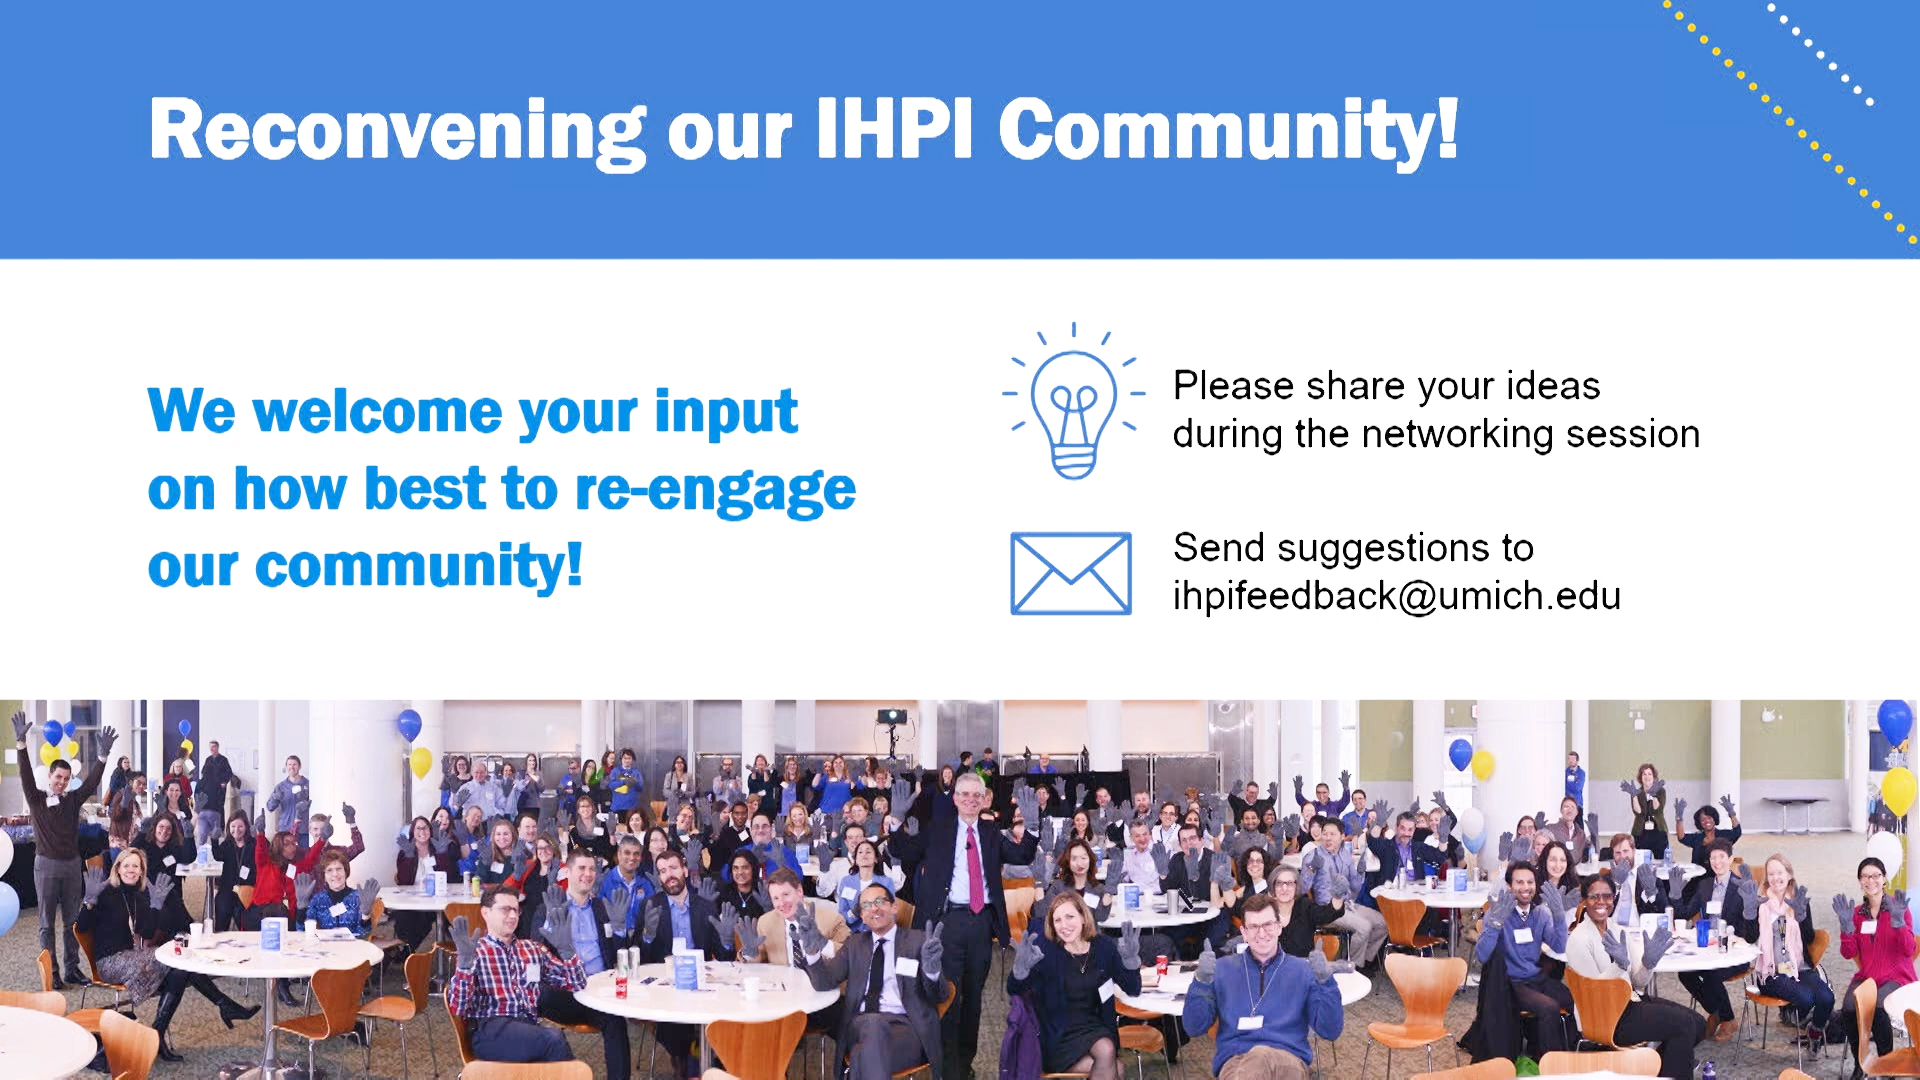 Reconvening our IHPI Community!
We welcome your input
on how best to re-engage
our community!
Please share your ideas
during the networking session
Send suggestions to
ihpifeedback@umich.edu